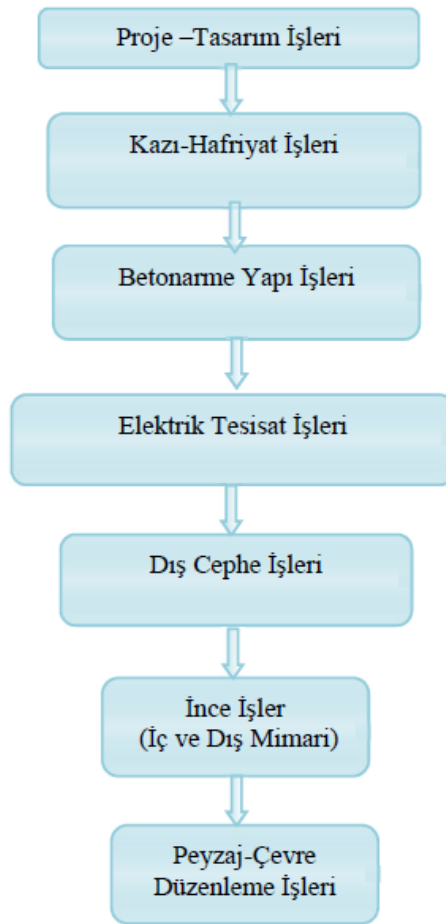 Proje –Tasarım İşleri
Kazı-Hafriyat İşleri
Betonarme Yapı İşleri
Elektrik Tesisat İşleri
Dış Cephe İşleri
İnce İşler
(İç ve Dış Mimari)
Peyzaj-Çevre
Düzenleme İşleri